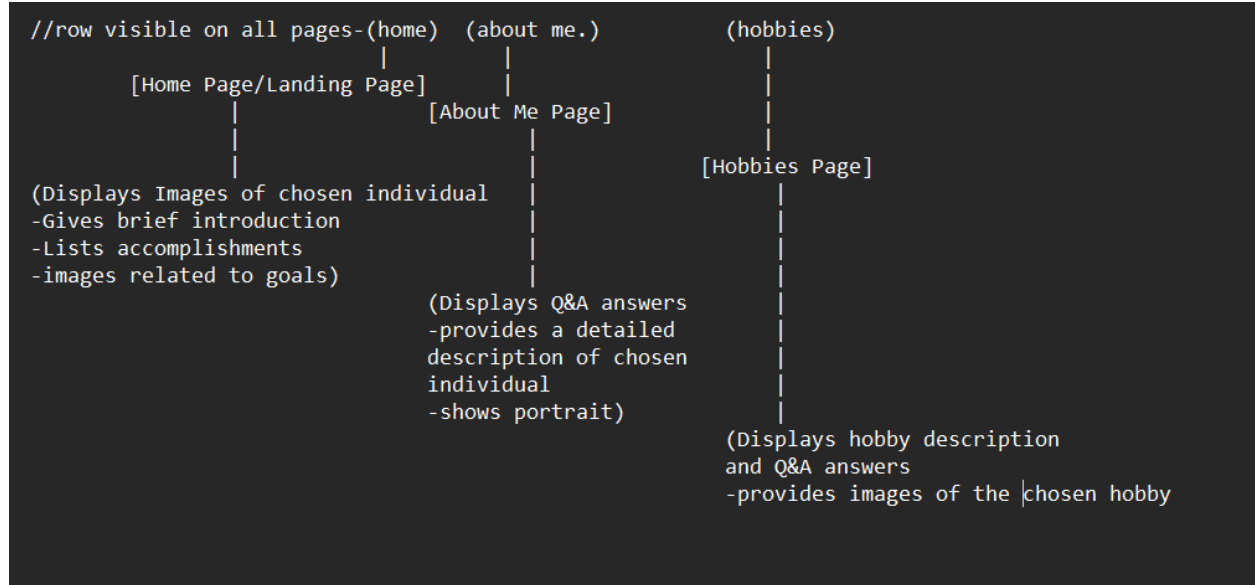 //row visible on all pages-(home)  (about me.)          (hobbies)
[Home Page/Landing Page]
[About Me Page]
[Hobbies Page]
(Displays Images of chosen individual
-Gives brief introduction
-Lists accomplishments
-images related to goals)
(Displays Q&A answers
-provides a detailed
description of chosen
individual
-shows portrait)
(Displays hobby description
and Q&A answers
-provides images of the chosen hobby